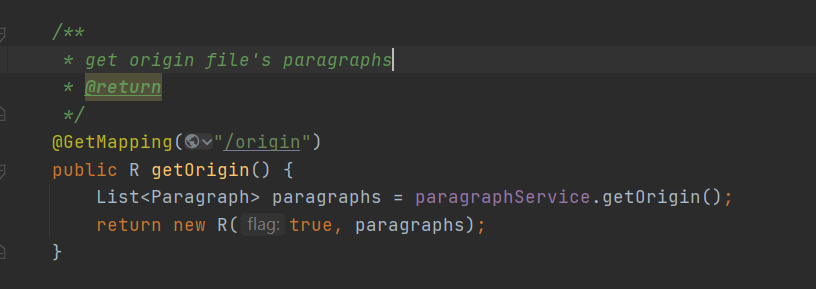 /**
 * get origin file's paragraphs
 * @return
 */
@GetMapping("/origin")
public R getOrigin() {
    List<Paragraph> paragraphs = paragraphService.getOrigin();
    return new R( flag: true, paragraphs);
}